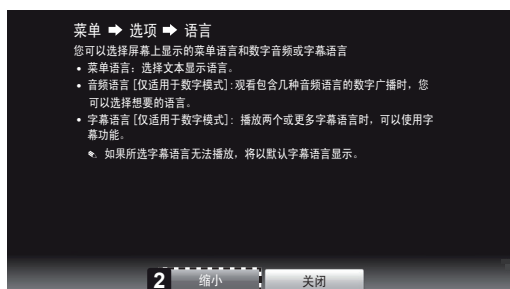 菜单 ➡ 选项 ➡ 语言
您可以选择屏幕上显示的菜单语言和数字音频或字幕语言
• 菜单语言: 选择文本显示语言。
• 音频语言[仅适用于数字模式]:观看包含几种音频语言的数字广播时, 您
可以选择想要的语言。
• 字幕语言[仅适用于数字模式]: 播放两个或更多字幕语言时, 可以使用字
幕功能。
✎. 如果所选字幕语言无法播放, 将以默认字幕语言显示。
2 缩小 关闭